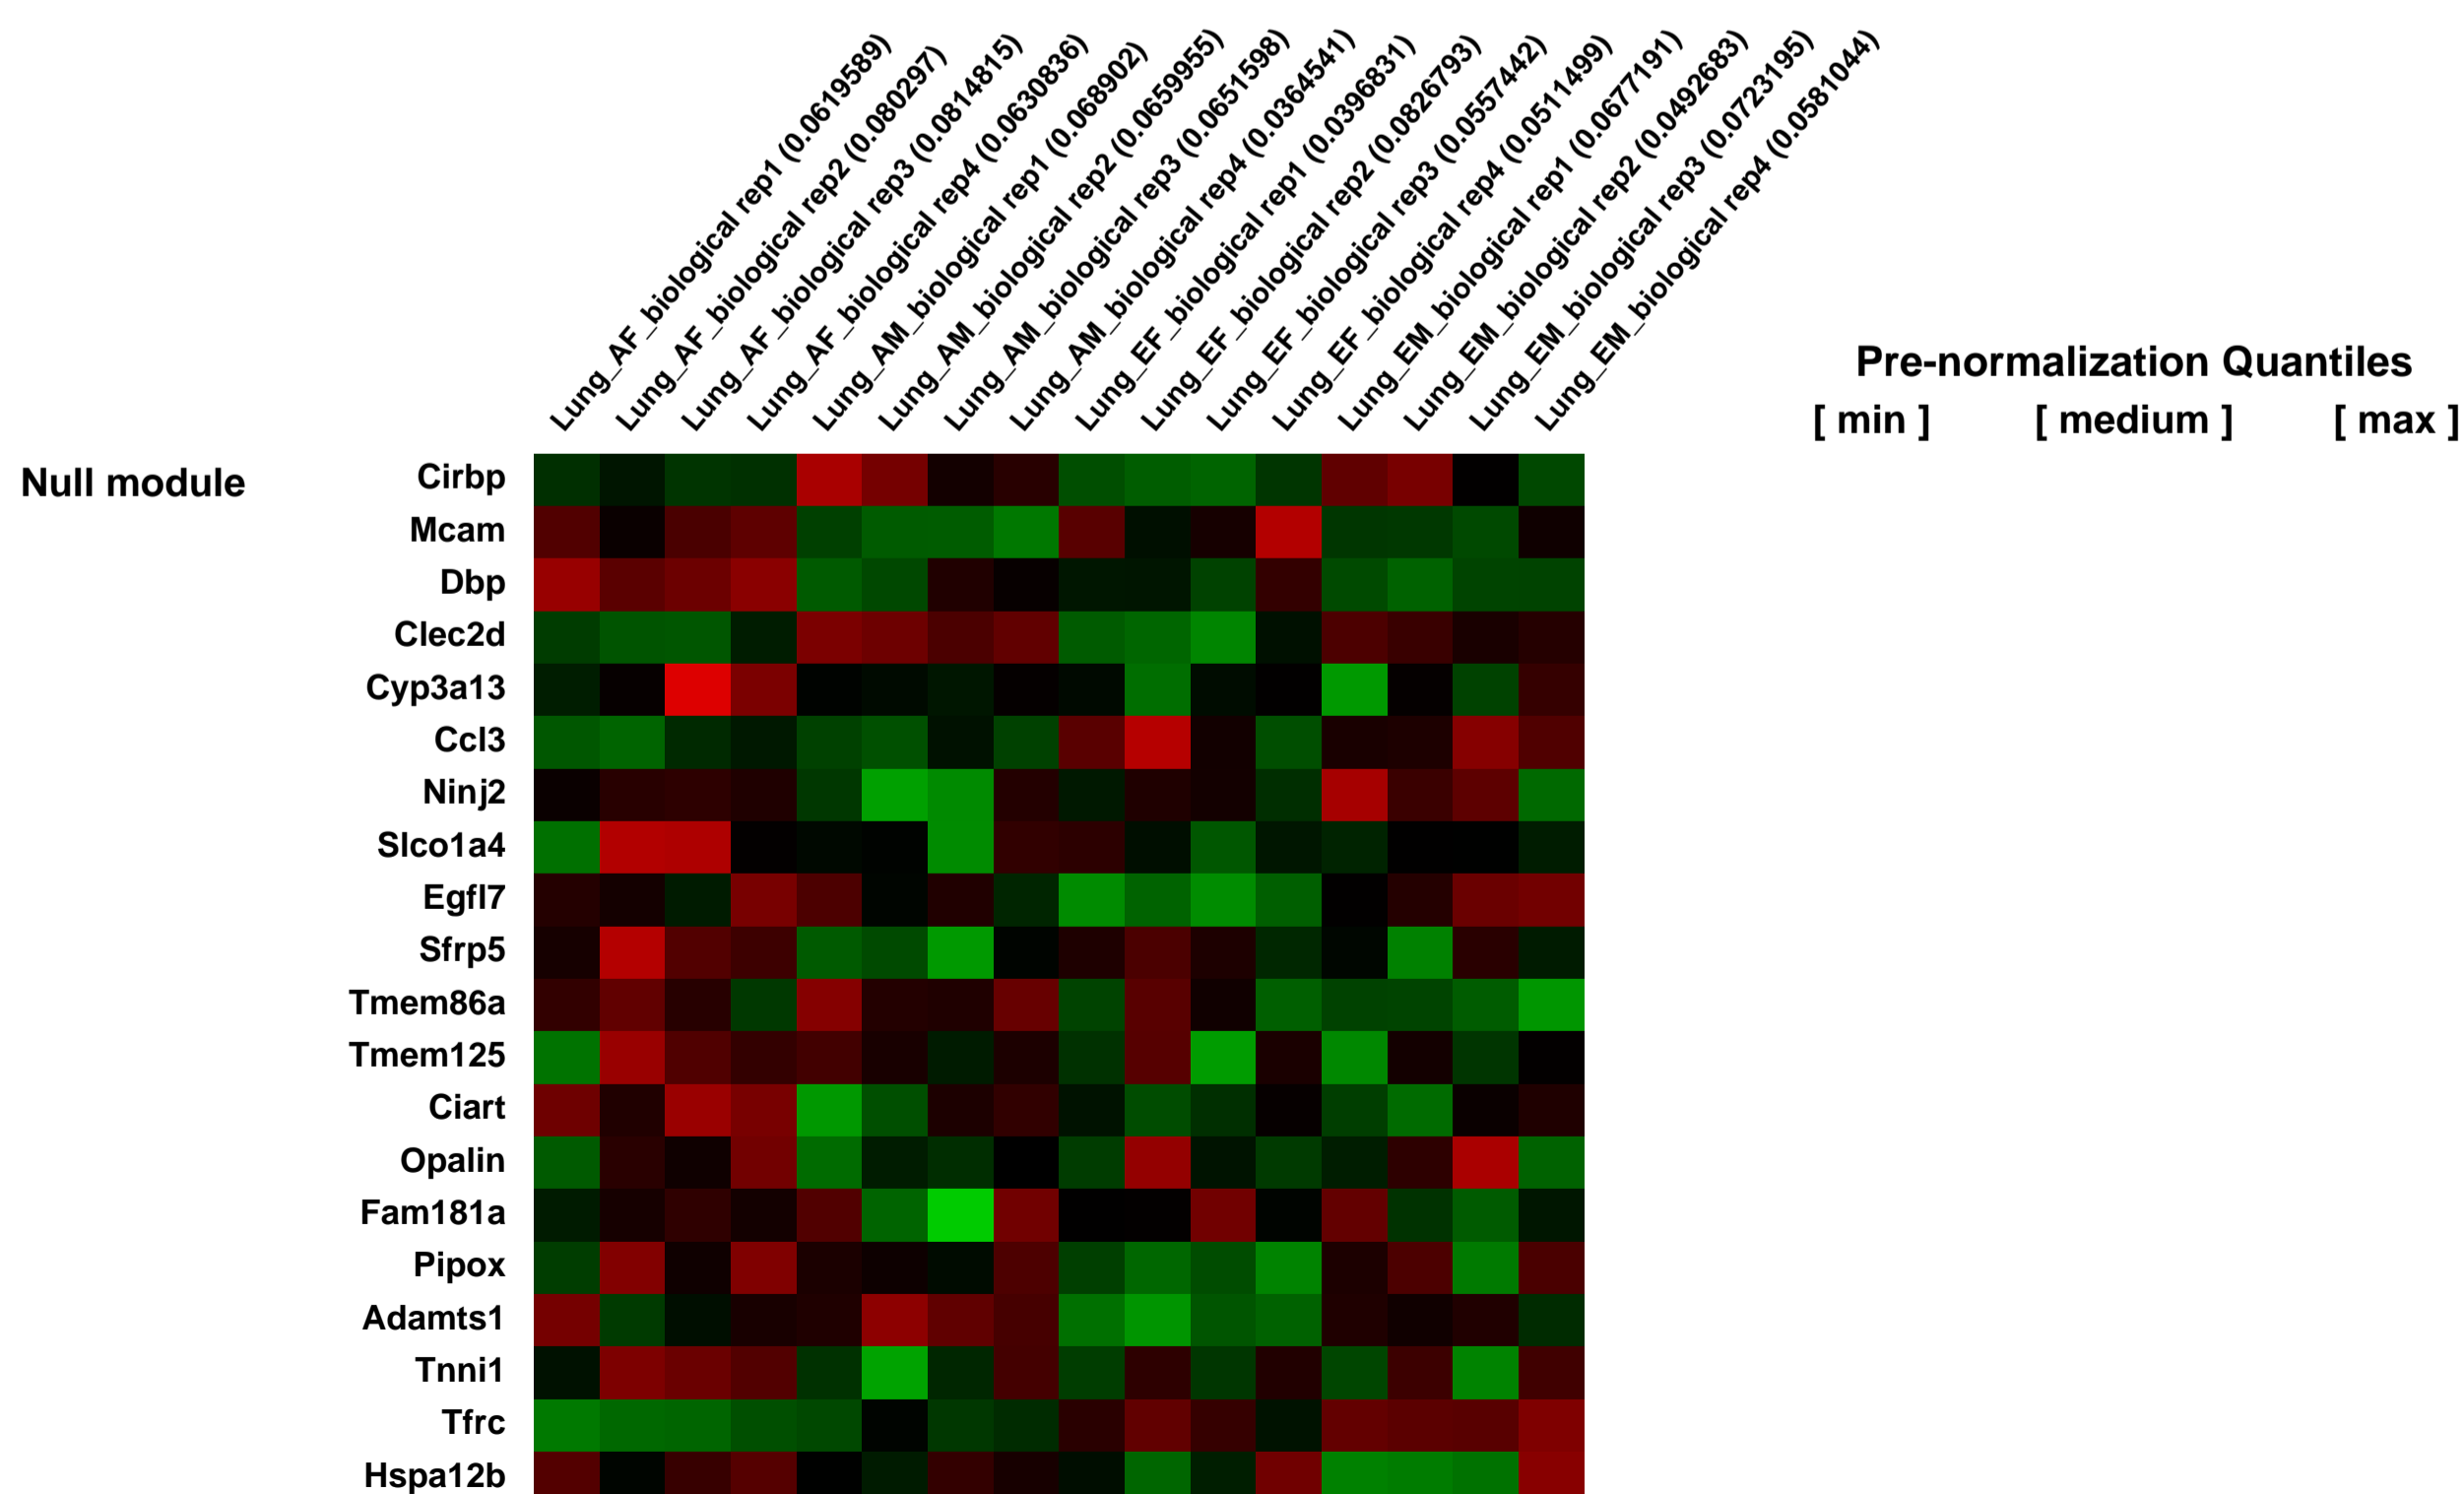 Lung_AF_biological rep1 (0.0619589)
Lung_AF_biological rep2 (0.080297)
Lung_AF_biological rep3 (0.0814815)
Lung_AF_biological rep4 (0.0630836)
Lung_AM_biological rep1 (0.068902)
Lung_AM_biological rep2 (0.0659955)
Lung_AM_biological rep3 (0.0651598)
Lung_AM_biological rep4 (0.0364541)
Lung_EF_biological rep1 (0.0396831)
Lung_EF_biological rep2 (0.0826793)
Lung_EF_biological rep3 (0.0557442)
Lung_EF_biological rep4 (0.0511499)
Lung_EM_biological rep1 (0.0677191)
Lung_EM_biological rep2 (0.0492683)
Lung_EM_biological rep3 (0.0723195)
Lung_EM_biological rep4 (0.0581044)
Pre-normalization Quantiles
[ min ] [ medium ] [ max ]
Null module
Cirbp
Mcam
Dbp
Clec2d
Cyp3a13
Ccl3
Ninj2
Slco1a4
Egfl7
Sfrp5
Tmem86a
Tmem125
Ciart
Opalin
Fam181a
Pipox
Adamts1
Tnni1
Tfrc
Hspa12b